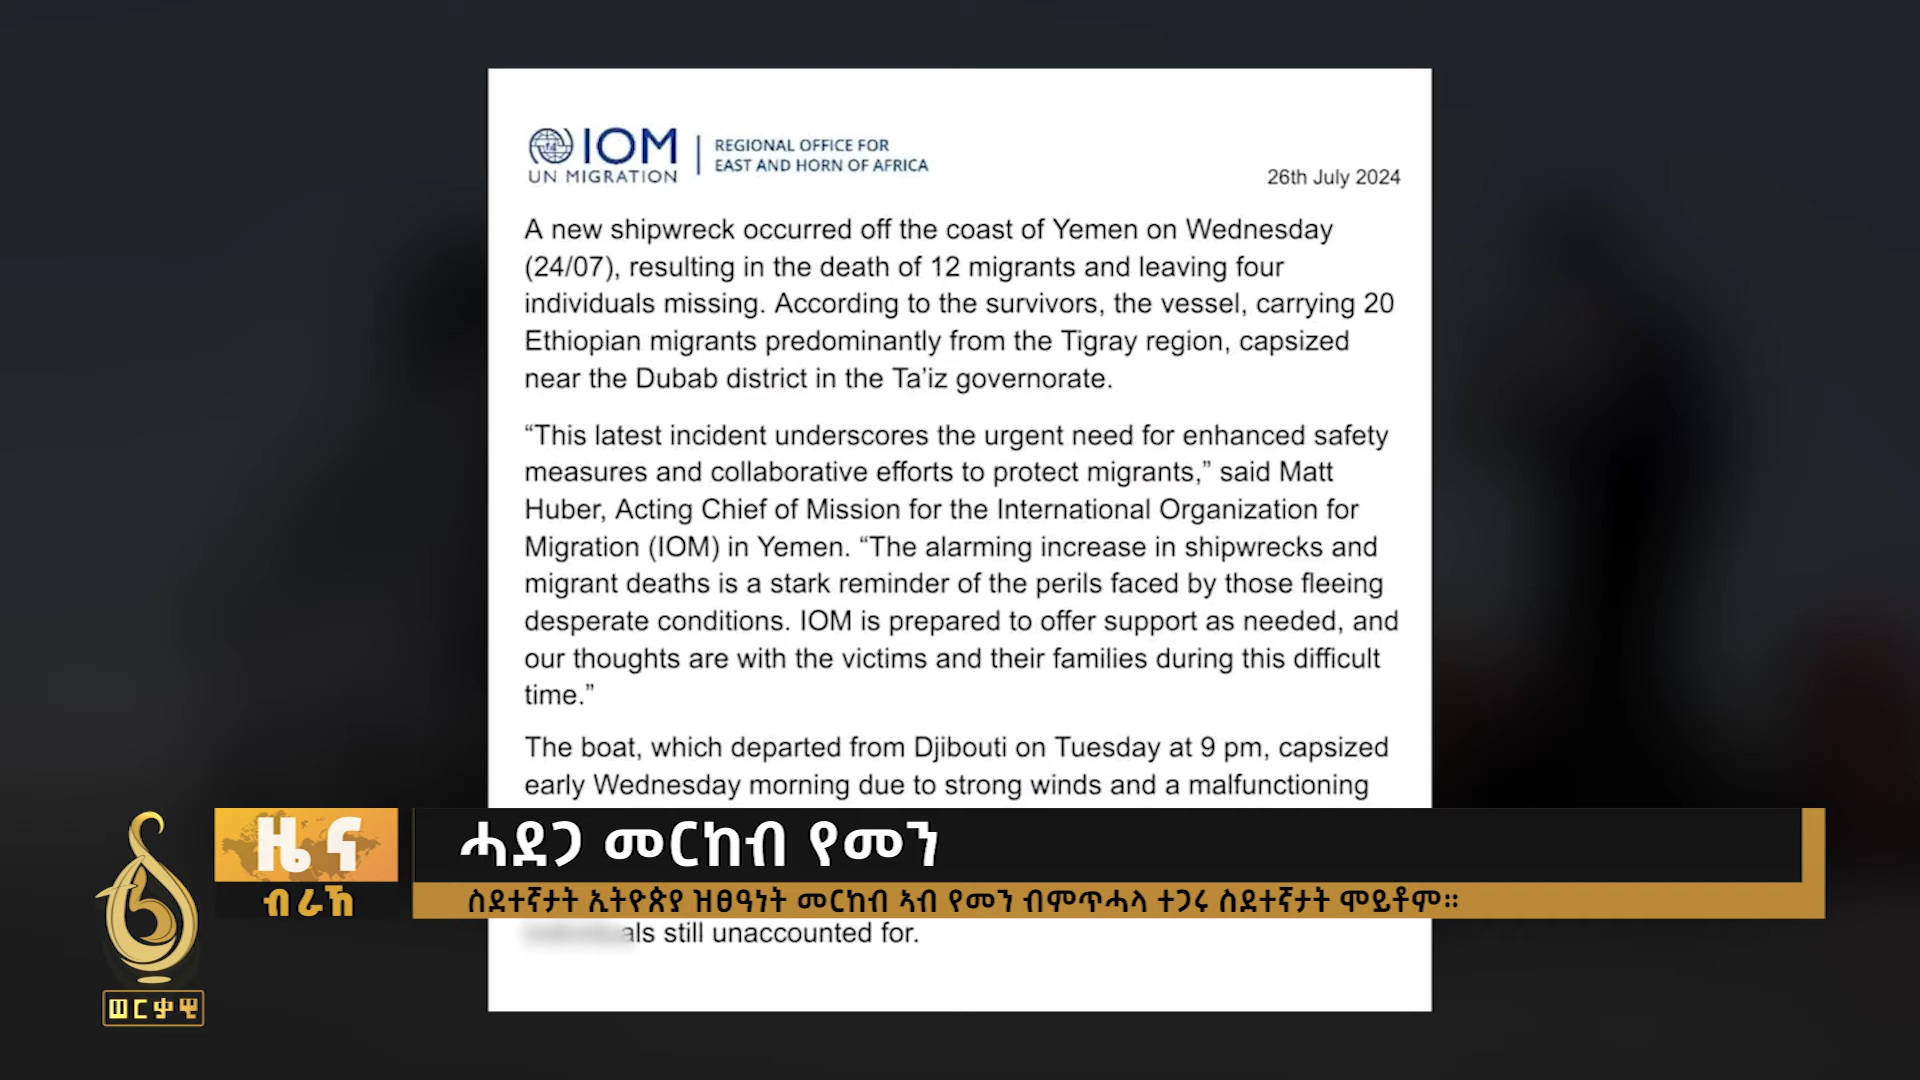 IOM
UN MIGRATION
REGIONAL OFFICE FOR
EAST AND HORN OF AFRICA
26th July 2024
A new shipwreck occurred off the coast of Yemen on Wednesday
(24/07), resulting in the death of 12 migrants and leaving four
individuals missing. According to the survivors, the vessel, carrying 20
Ethiopian migrants predominantly from the Tigray region, capsized
near the Dubab district in the Ta’iz governorate.
“This latest incident underscores the urgent need for enhanced safety
measures and collaborative efforts to protect migrants,” said Matt
Huber, Acting Chief of Mission for the International Organization for
Migration (IOM) in Yemen. “The alarming increase in shipwrecks and
migrant deaths is a stark reminder of the perils faced by those fleeing
desperate conditions. IOM is prepared to offer support as needed, and
our thoughts are with the victims and their families during this difficult
time.”
The boat, which departed from Djibouti on Tuesday at 9 pm, capsized
early Wednesday morning due to strong winds and a malfunctioning
ዜና
ሓደጋ መርከብ የመን
ብራኸ
ስደተኛታት ኢትዮጵያ ዝፀዓነት መርከብ ኣብ የመን ብምጥሓላ ተጋሩ ስደተኛታት ሞይቶም።
still unaccounted for.
ወርቃዊ